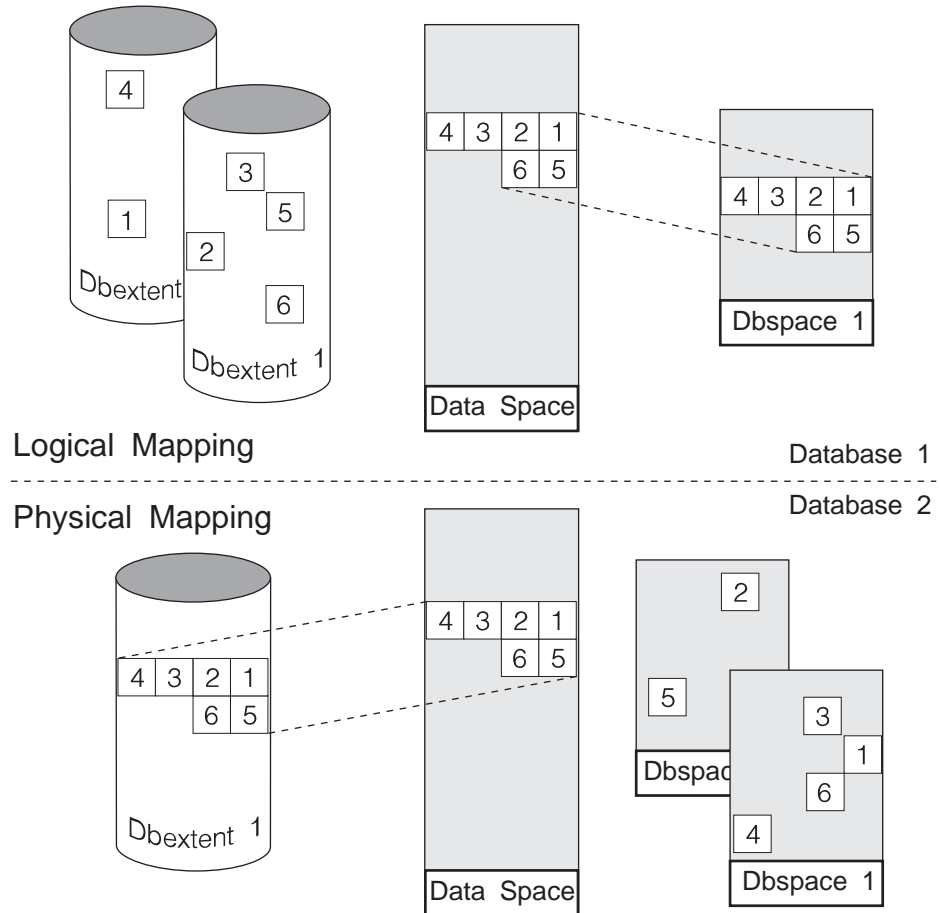 4
3
5
1
2
6
Dbextent
Dbextent 1
4 3 2 1
6 5
Data Space
4 3 2 1
6 5
Dbspace 1
Logical Mapping
Database 1
Physical Mapping
Database 2
4 3 2 1
6 5
Dbextent 1
4 3 2 1
6 5
Data Space
2
5
3
1
6
4
Dbspace 1